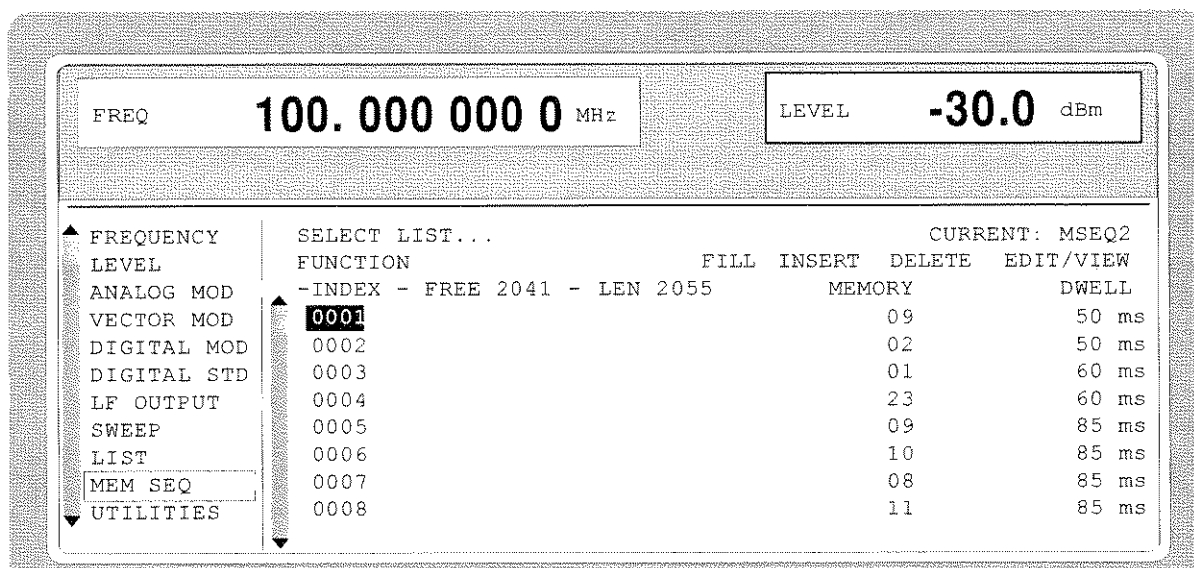 FREQ 100. 000 000 0 MHz
LEVEL -30.0 dBm
FREQUENCY
LEVEL
ANALOG MOD
VECTOR MOD
DIGITAL MOD
DIGITAL STD
LF OUTPUT
SWEEP
LIST
MEM SEQ
UTILITIES
SELECT LIST... CURRENT: MSEQ2
FUNCTION FILL INSERT DELETE EDIT/VIEW
-INDEX - FREE 2041 - LEN 2055 MEMORY DWELL
0001 09 50 ms
0002 02 50 ms
0003 01 60 ms
0004 23 60 ms
0005 09 85 ms
0006 10 85 ms
0007 08 85 ms
0008 11 85 ms